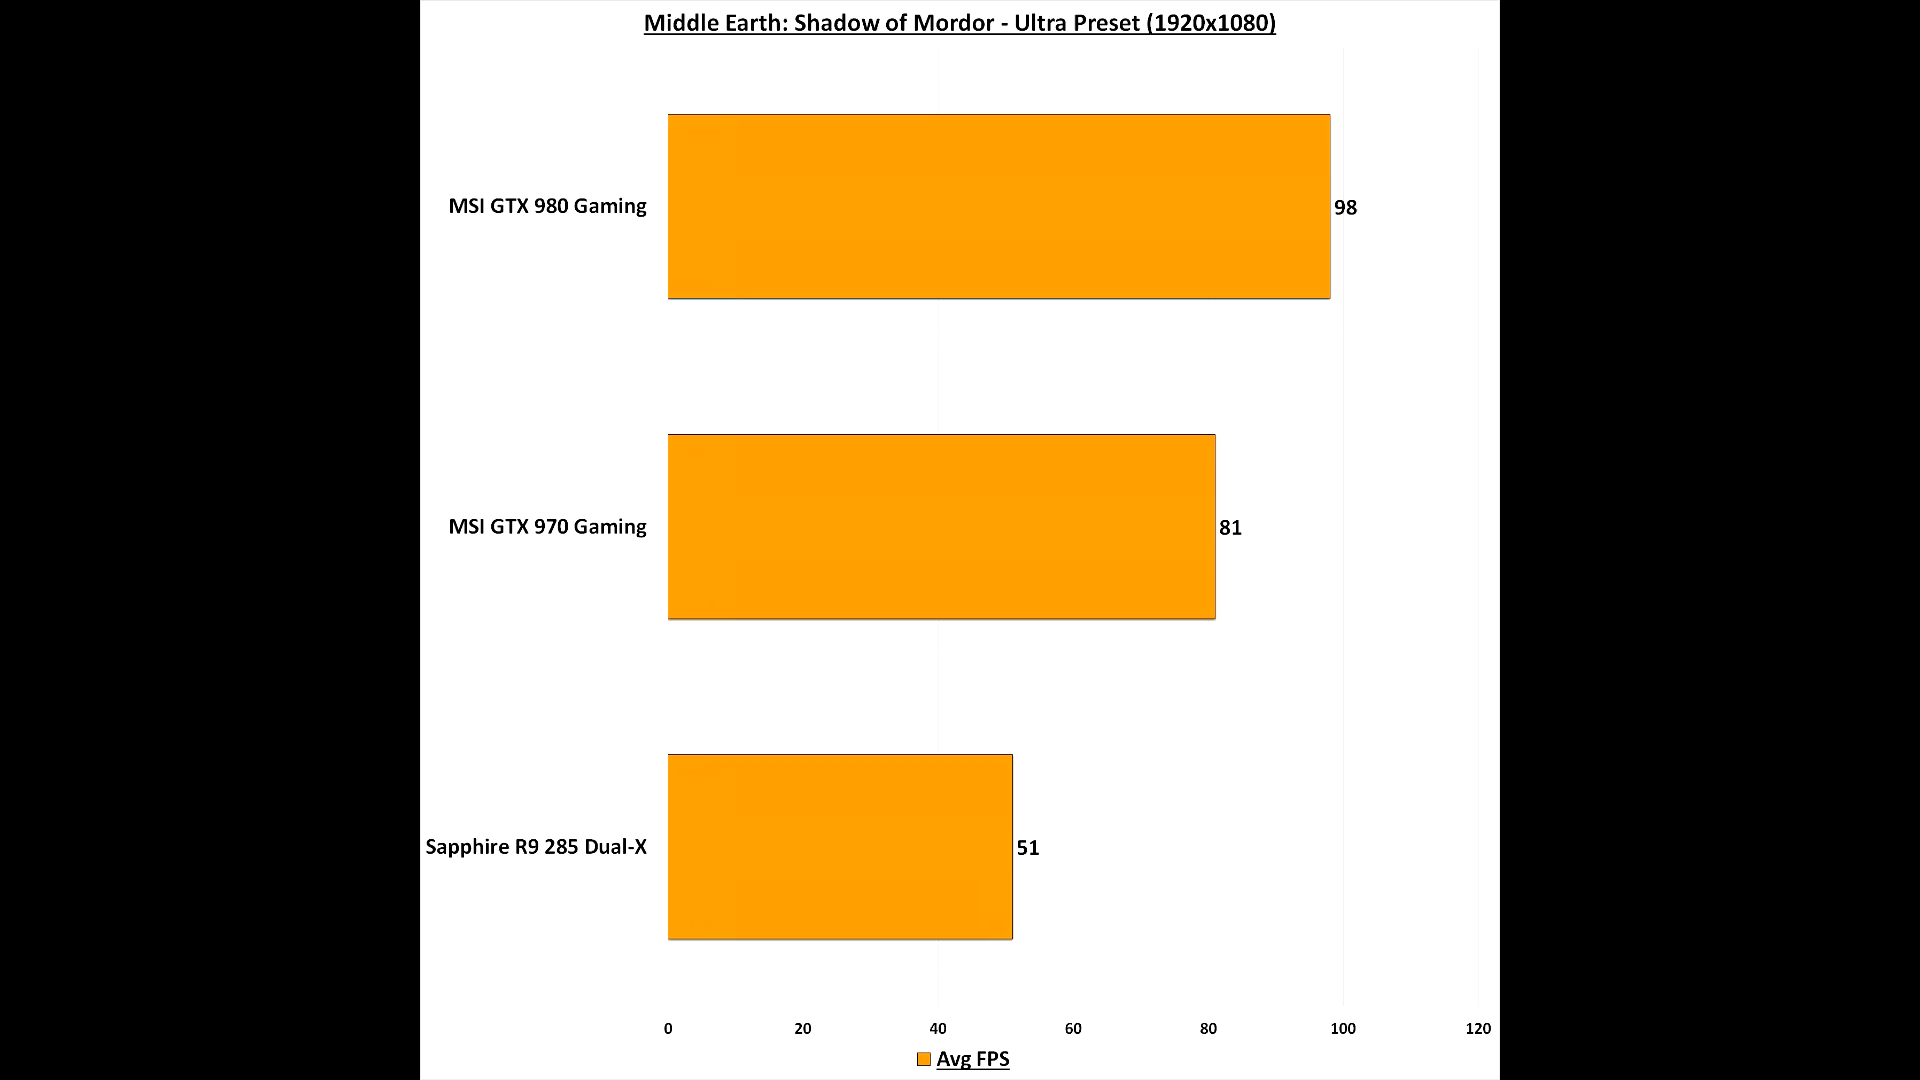 Middle Earth: Shadow of Mordor - Ultra Preset (1920x1080)
MSI GTX 980 Gaming
98
MSI GTX 970 Gaming
81
Sapphire R9 285 Dual-X
51
0 20 40 60 80 100 120
Avg FPS